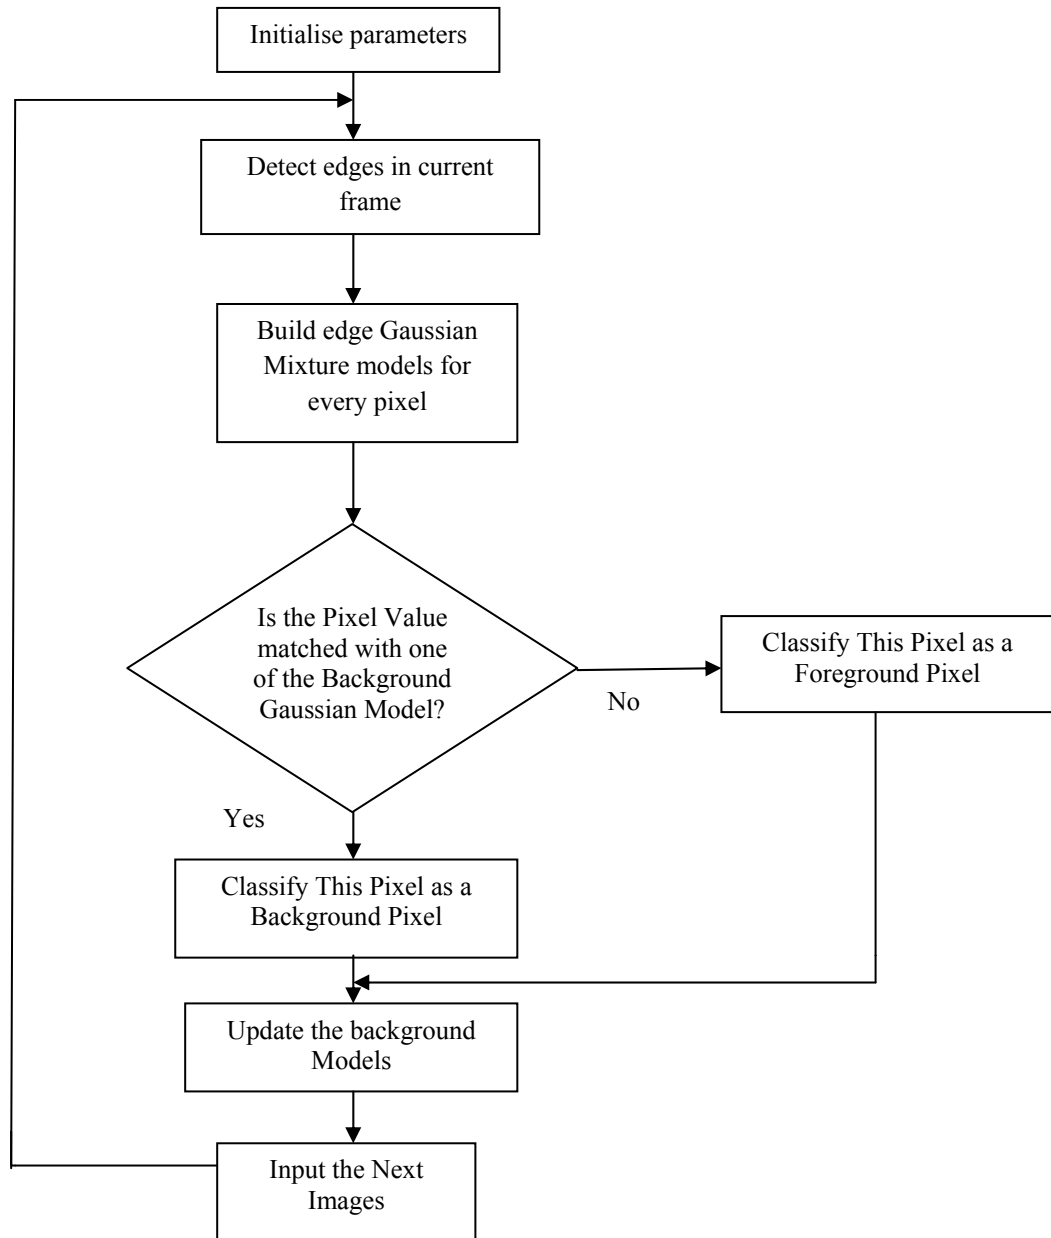 Initialise parameters
Detect edges in current
frame
Build edge Gaussian
Mixture models for
every pixel
Is the Pixel Value
matched with one
of the Background
Gaussian Model?
No
Classify This Pixel as a
Foreground Pixel
Yes
Classify This Pixel as a
Background Pixel
Update the background
Models
Input the Next
Images